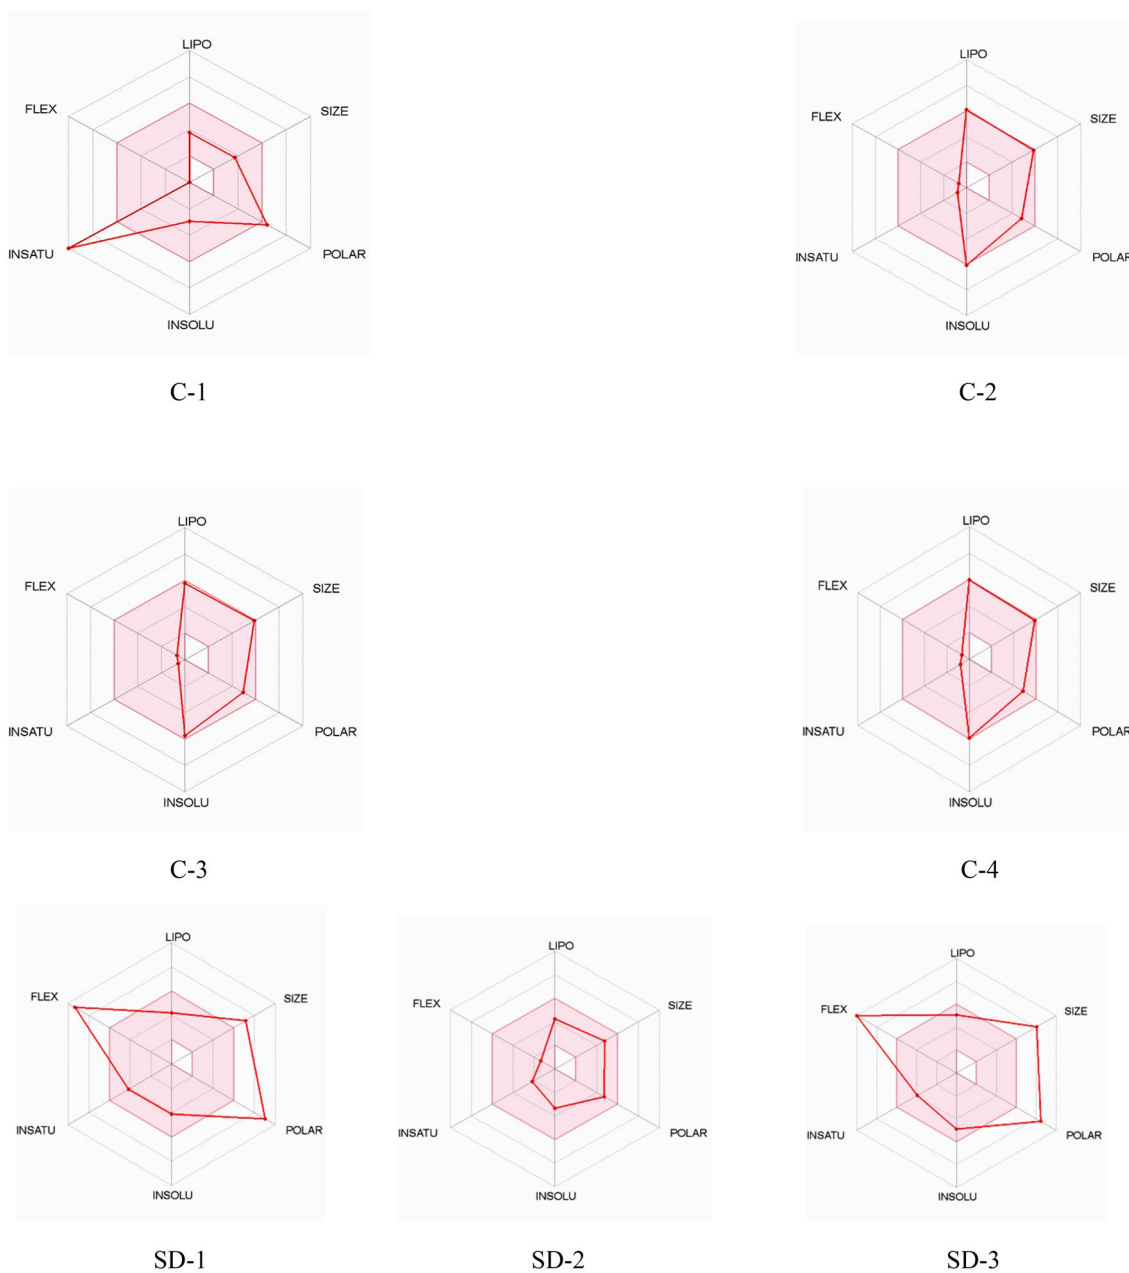 LIPO
FLEX
SIZE
INSATU
POLAR
INSOLU
C-1
LIPO
FLEX
SIZE
INSATU
POLAR
INSOLU
C-2
LIPO
FLEX
SIZE
INSATU
POLAR
INSOLU
C-3
LIPO
FLEX
SIZE
INSATU
POLAR
INSOLU
C-4
LIPO
FLEX
SIZE
INSATU
POLAR
INSOLU
SD-1
LIPO
FLEX
SIZE
INSATU
POLAR
INSOLU
SD-2
LIPO
FLEX
SIZE
INSATU
POLAR
INSOLU
SD-3